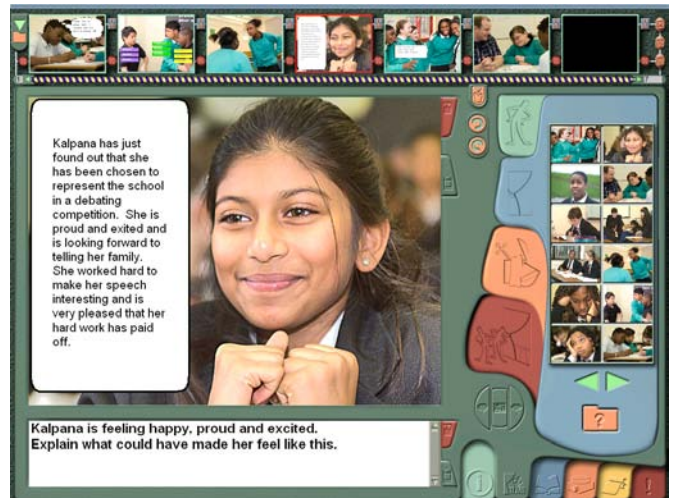 Kalpana has just
found out that she
has been chosen to
represent the school
in a debating
competition. She is
proud and exited and
is looking forward to
telling her family.
She worked hard to
make her speech
interesting and is
very pleased that her
hard work has paid
off.
Kalpana is feeling happy, proud and excited.
Explain what could have made her feel like this.